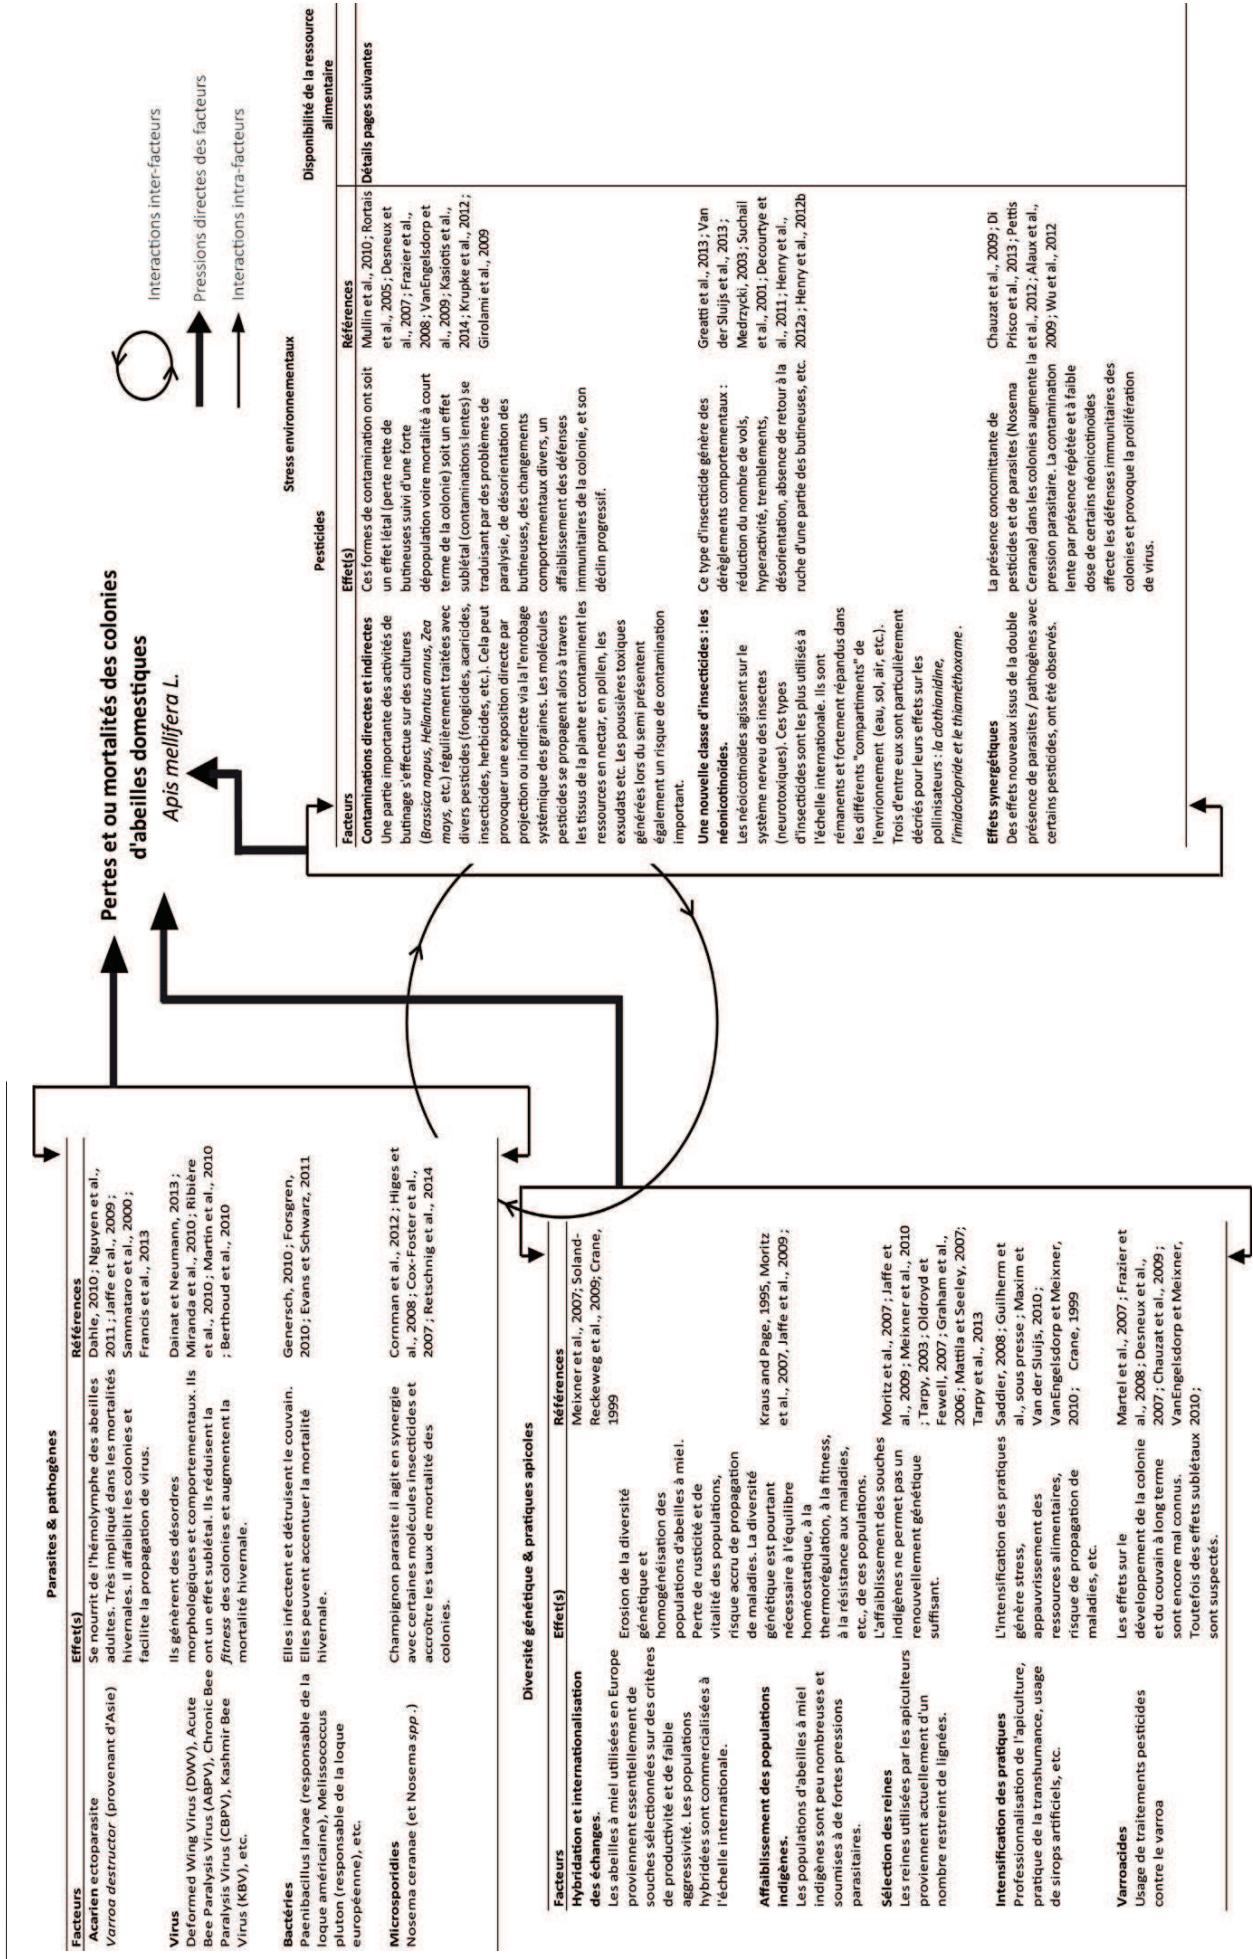 Pertes et ou mortalités des colonies
d'abeilles domestiques
Apis mellifera L.
Interactions inter-facteurs
Pressions directes des facteurs
Interactions intra-facteurs
Parasites & pathogènes
Facteurs
Effet(s)
Références
Acarien ectoparasite
Varroa destructor (provenant d'Asie)
Se nourrit de l'hémolymphe des abeilles
adultes. Très impliqué dans les mortalités
hivernales. Il affaiblit les colonies et
facilite la propagation de virus.
Dahle, 2010 ; Nguyen et al.,
2011 ; Jaffe et al., 2009 ;
Sammataro et al., 2000 ;
Francis et al., 2013
Virus
Deformed Wing Virus (DWV), Acute
Bee Paralysis Virus (ABPV), Chronic Bee
Paralysis Virus (CBPV), Kashmir Bee
Virus (KBV), etc.
Ils génèrent des désordres
morphologiques et comportementaux. Ils
ont un effet sublétal. Ils réduisent la
fitness des colonies et augmentent la
mortalité hivernale.
Dainat et Neumann, 2013 ;
Miranda et al., 2010 ; Ribière
et al., 2010 ; Martin et al., 2010
; Berthoud et al., 2010
Bactéries
Paenibacillus larvae (responsable de la
loque américaine), Melissococcus
pluton (responsable de la loque
européenne), etc.
Elles infectent et détruisent le couvain.
Elles peuvent accentuer la mortalité
hivernale.
Genersch, 2010 ; Forsgren,
2010 ; Evans et Schwarz, 2011
Microsporidies
Nosema ceranae (et Nosema spp.)
Champignon parasite il agit en synergie
avec certaines molécules insecticides et
accroître les taux de mortalité des
colonies.
Cornman et al., 2012 ; Higes et
al., 2008 ; Cox-Foster et al.,
2007 ; Retschnig et al., 2014
Diversité génétique & pratiques apicoles
Facteurs
Effet(s)
Références
Hybridation et internationalisation
des échanges.
Les abeilles à miel utilisées en Europe
proviennent essentiellement de
souches sélectionnées sur des critères
de productivité et de faible
aggressivité. Les populations
hybridées sont commercialisées à
l'échelle internationale.
Erosion de la diversité
génétique et
homogénéisation des
populations d'abeilles à miel.
Perte de rusticité et de
vitalité des populations,
risque accru de propagation
de maladies. La diversité
génétique est pourtant
nécessaire à l'équilibre
homéostatique, à la
thermorégulation, à la fitness,
à la résistance aux maladies,
etc., de ces populations.
Meixner et al., 2007; Soland-
Reckeweg et al., 2009; Crane,
1999
Affaiblissement des populations
indigènes.
Les populations d'abeilles à miel
indigènes sont peu nombreuses et
soumises à de fortes pressions
parasitaires.
Kraus and Page, 1995, Moritz
et al., 2007, Jaffe et al., 2009 ;
Sélection des reines
Les reines utilisées par les apiculteurs
proviennent actuellement d'un
nombre restreint de lignées.
L'affaiblissement des souches
indigènes ne permet pas un
renouvellement génétique
suffisant.
Moritz et al., 2007 ; Jaffe et
al., 2009 ; Meixner et al., 2010
; Tarpy, 2003 ; Oldroyd et
Fewell, 2007 ; Graham et al.,
2006 ; Mattila et Seeley, 2007;
Tarpy et al., 2013
Intensification des pratiques
Professionnalisation de l'apiculture,
pratique de la transhumance, usage
de sirops artificiels, etc.
L'intensification des pratiques
génère stress,
appauvrissement des
ressources alimentaires,
risque de propagation de
maladies, etc.
Saddier, 2008 ; Guilherm et
al., sous presse ; Maxim et
Van der Sluijs, 2010 ;
VanEngelsdorp et Meixner,
2010 ; Crane, 1999
Varroacides
Usage de traitements pesticides
contre le varroa
Les effets sur le
développement de la colonie
et du couvain à long terme
sont encore mal connus.
Toutefois des effets sublétaux
sont suspectés.
Martel et al., 2007 ; Frazier et
al., 2008 ; Desneux et al.,
2007 ; Chauzat et al., 2009 ;
VanEngelsdorp et Meixner,
2010 ;
Stress environnementaux
Pesticides
Disponibilité de la ressource
alimentaire
Facteurs
Effet(s)
Références
Détails pages suivantes
Contaminations directes et indirectes
Une partie importante des activités de
butinage s'effectue sur des cultures
(Brassica napus, Heliantus annus, Zea
mays, etc.) régulièrement traitées avec
divers pesticides (fongicides, acaricides,
insecticides, herbicides, etc.). Cela peut
provoquer une exposition directe par
projection ou indirecte via la l'enrobage
systémique des graines. Les molécules
pesticides se propagent alors à travers
les tissus de la plante et contaminent les
ressources en nectar, en pollen, les
exsudats etc. Les poussières toxiques
générées lors du semi présentent
également un risque de contamination
important.
Ces formes de contamination ont soit
un effet létal (perte nette de
butineuses suivi d'une forte
dépopulation voire mortalité à court
terme de la colonie) soit un effet
sublétal (contaminations lentes) se
traduisant par des problèmes de
paralysie, de désorientation des
butineuses, des changements
comportementaux divers, un
affaiblissement des défenses
immunitaires de la colonie, et son
déclin progressif.
Mullin et al., 2010 ; Rortais
et al., 2005 ; Desneux et
al., 2007 ; Frazier et al.,
2008 ; VanEngelsdorp et
al., 2009 ; Kasiotis et al.,
2014 ; Krupke et al., 2012 ;
Girolami et al., 2009
Une nouvelle classe d'insecticides : les
néonicotinoïdes.
Les néoicotinoïdes agissent sur le
système nerveu des insectes
(neurotoxiques). Ces types
d'insecticides sont les plus utilisés à
l'échelle internationale. Ils sont
rémanents et fortement répandus dans
les différents "compartiments" de
l'envrionnement (eau, sol, air, etc.).
Trois d'entre eux sont particulièrement
décriés pour leurs effets sur les
pollinisateurs : la clothianidine,
l'imidaclopride et le thiaméthoxame .
Ce type d'insecticide génère des
dérèglements comportementaux :
réduction du nombre de vols,
hyperactivité, tremblements,
désorientation, absence de retour à la
ruche d'une partie des butineuses, etc.
Greatti et al., 2013 ; Van
der Sluijs et al., 2013 ;
Medrzycki, 2003 ; Suchail
et al., 2001 ; Decourtye et
al., 2011 ; Henry et al.,
2012a ; Henry et al., 2012b
Effets synergétiques
Des effets nouveaux issus de la double
présence de parasites / pathogènes avec
certains pesticides, ont été observés.
La présence concomittante de
pesticides et de parasites (Nosema
Ceranae) dans les colonies augmente la
pression parasitaire. La contamination
lente par présence répétée et à faible
dose de certains néonicotinoïdes
affecte les défenses immunitaires des
colonies et provoque la prolifération
de virus.
Chauzat et al., 2009 ; Di
Prisco et al., 2013 ; Pettis
et al., 2012 ; Alaux et al.,
2009 ; Wu et al., 2012